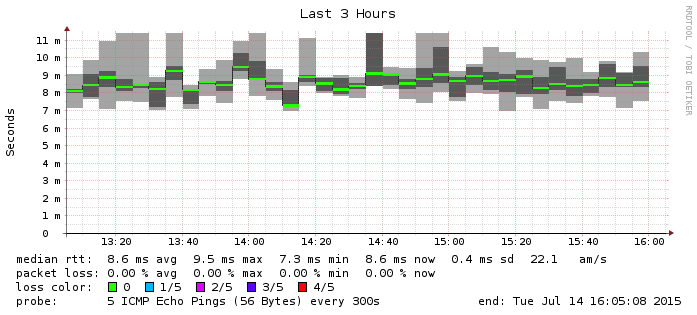 Last 3 Hours
RRDTOOL / TOBI OETIKER
Seconds
11 m
10 m
9 m
8 m
7 m
6 m
5 m
4 m
3 m
2 m
1 m
0
13:20 13:40 14:00 14:20 14:40 15:00 15:20 15:40 16:00
median rtt: 8.6 ms avg 9.5 ms max 7.3 ms min 8.6 ms now 0.4 ms sd 22.1 am/s
packet loss: 0.00 % avg 0.00 % max 0.00 % min 0.00 % now
loss color: 0 1/5 2/5 3/5 4/5
probe: 5 ICMP Echo Pings (56 Bytes) every 300s end: Tue Jul 14 16:05:08 2015